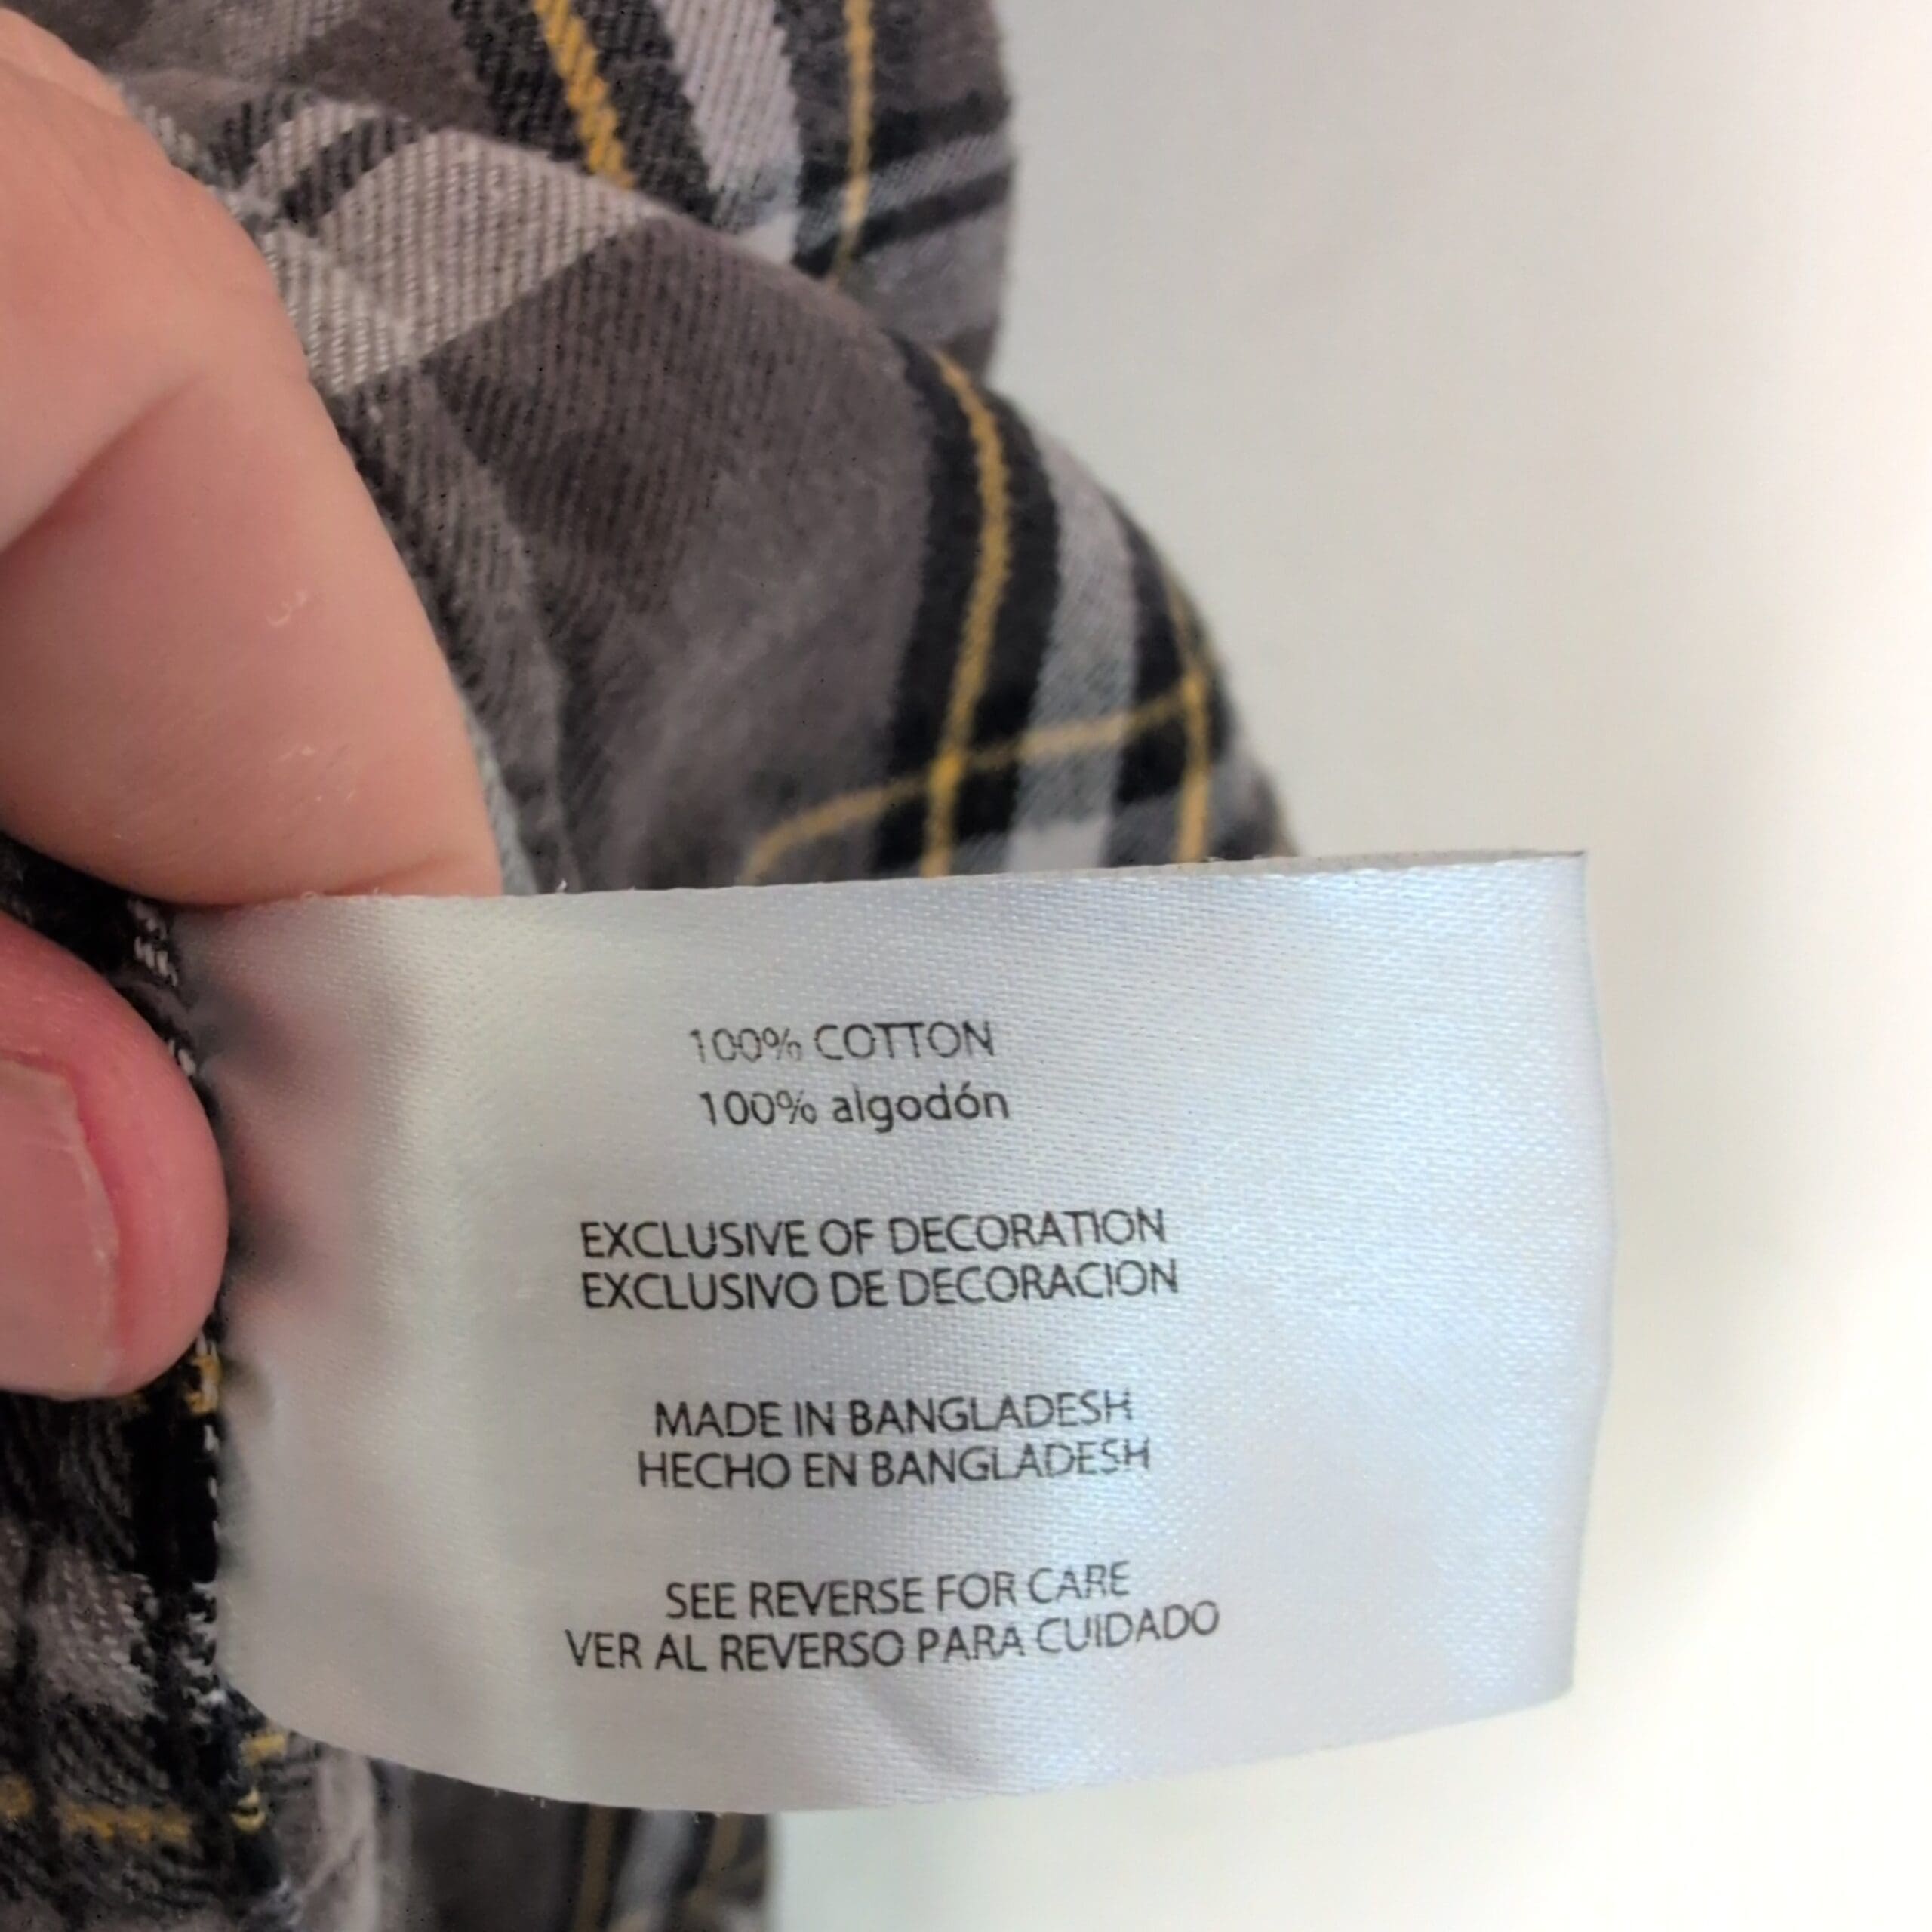 100% COTTON
100% algodón
EXCLUSIVE OF DECORATION
EXCLUSIVO DE DECORACION
MADE IN BANGLADESH
HECHO EN BANGLADESH
SEE REVERSE FOR CARE
VER AL REVERSO PARA CUIDADO